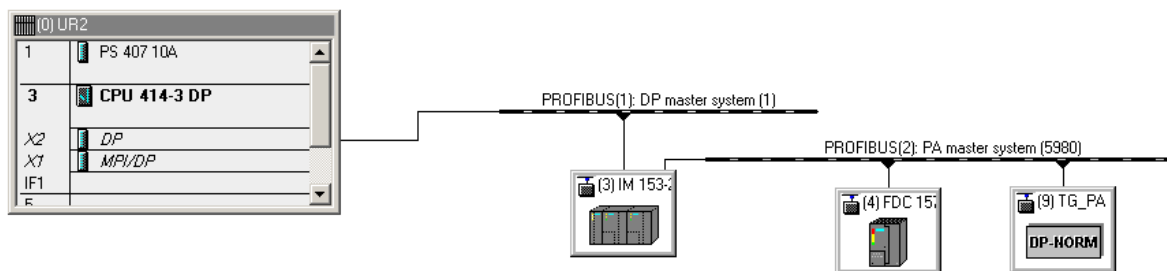 (0) UR2
1 PS 407 10A
3 CPU 414-3 DP
X2 DP
X1 MPI/DP
IF1
PROFIBUS(1): DP master system (1)
PROFIBUS(2): PA master system (5980)
(3) IM 153-2
(4) FDC 157
(9) TG_PA
DP-NORM